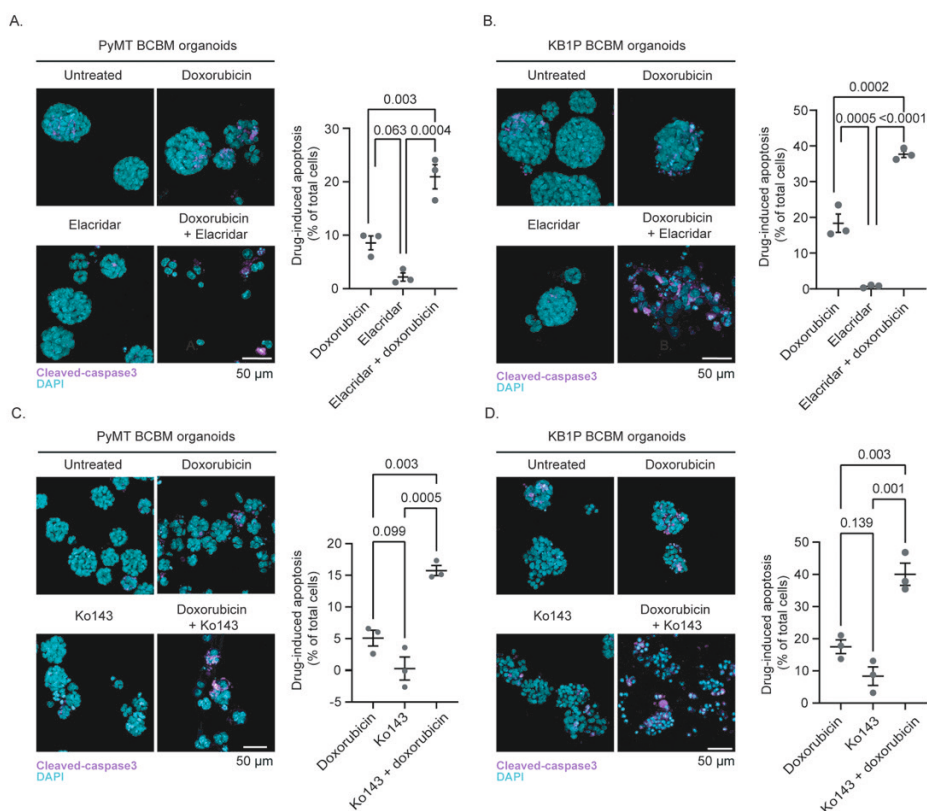 A.
PyMT BCBM organoids
Untreated
Doxorubicin
Elacridar
Doxorubicin
+ Elacridar
A.
Cleaved-caspase3
DAPI
50 µm
Drug-induced apoptosis
(% of total cells)
30
20
10
0
0.003
0.063
0.0004
Doxorubicin
Elacridar
Elacridar + doxorubicin
B.
KB1P BCBM organoids
Untreated
Doxorubicin
Elacridar
Doxorubicin
+ Elacridar
B.
Cleaved-caspase3
DAPI
50 µm
Drug-induced apoptosis
(% of total cells)
50
40
30
20
10
0
0.0002
0.0005
<0.0001
Doxorubicin
Elacridar
Elacridar + doxorubicin
C.
PyMT BCBM organoids
Untreated
Doxorubicin
Ko143
Doxorubicin
+ Ko143
Cleaved-caspase3
DAPI
50 µm
Drug-induced apoptosis
(% of total cells)
20
15
10
5
0
-5
0.003
0.0005
0.099
Doxorubicin
Ko143
Ko143 + doxorubicin
D.
KB1P BCBM organoids
Untreated
Doxorubicin
Ko143
Doxorubicin
+ Ko143
Cleaved-caspase3
DAPI
50 µm
Drug-induced apoptosis
(% of total cells)
50
40
30
20
10
0
0.003
0.001
0.139
Doxorubicin
Ko143
Ko143 + doxorubicin